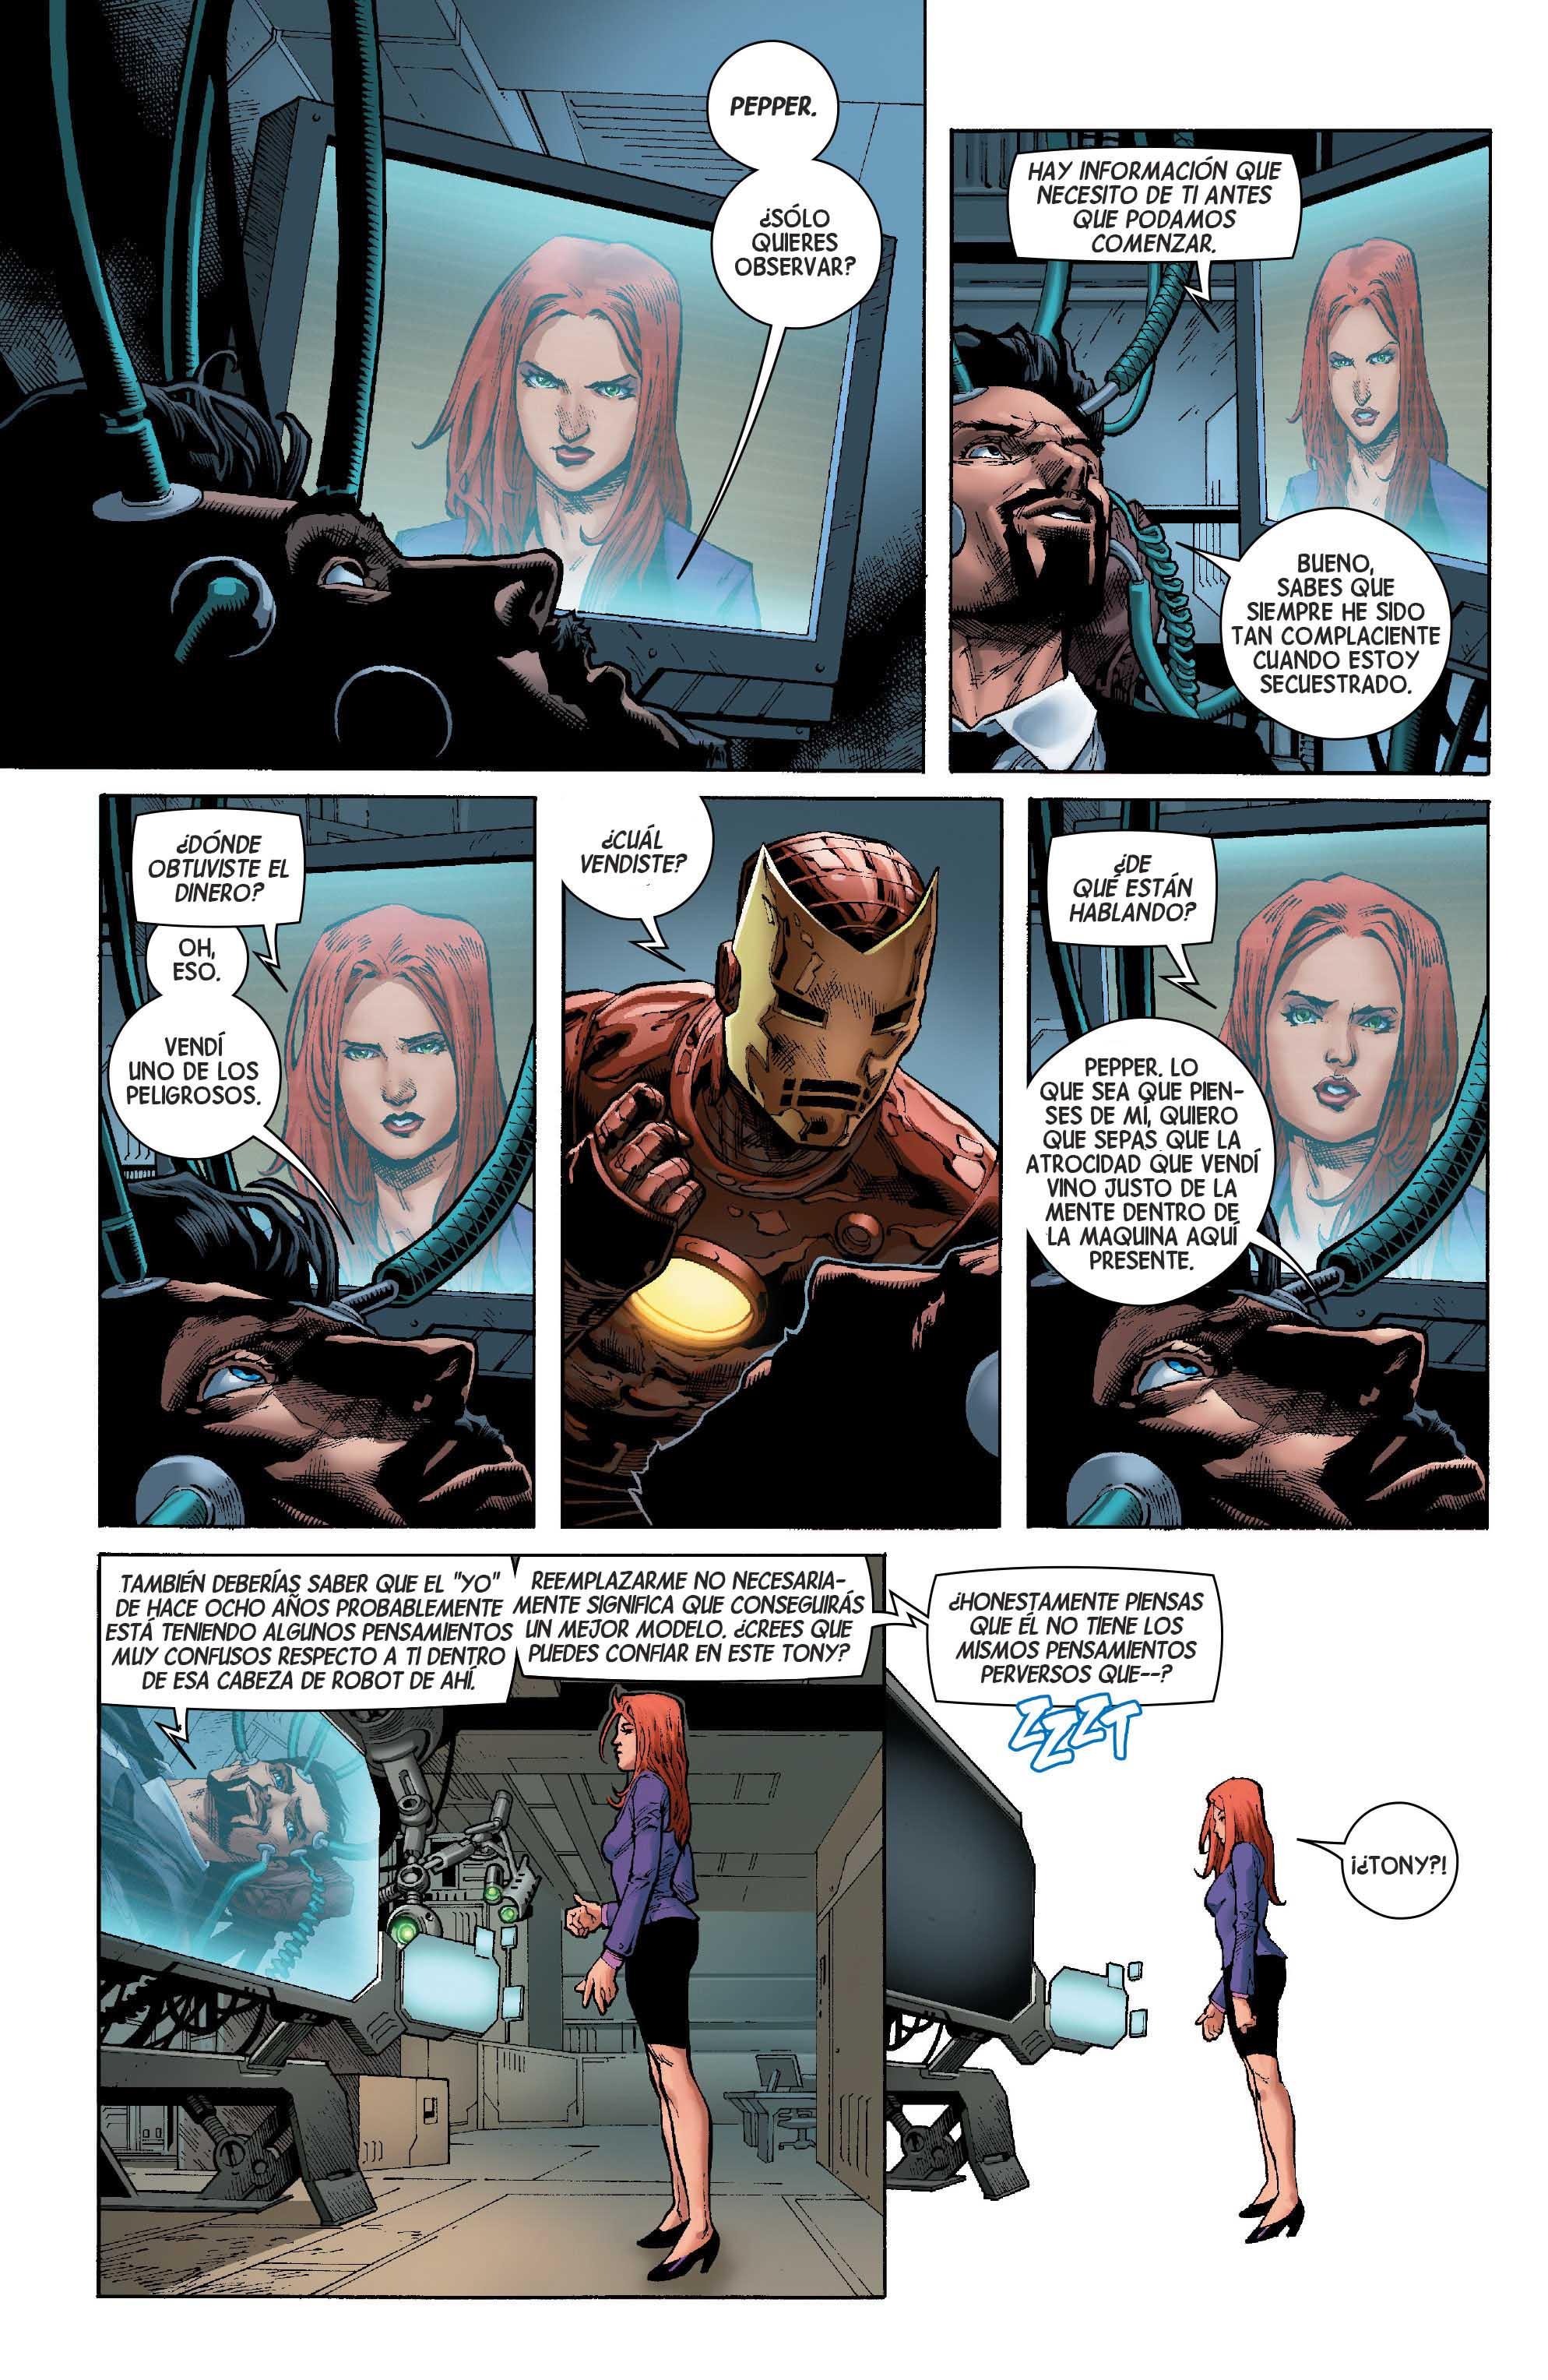 PEPPER.
¿SÓLO
QUIERES
OBSERVAR?
HAY INFORMACIÓN QUE
NECESITO DE TI ANTES
QUE PODAMOS
COMENZAR.
BUENO,
SABES QUE
SIEMPRE HE SIDO
TAN COMPLACIENTE
CUANDO ESTOY
SECUESTRADO.
¿DÓNDE
OBTUVISTE EL
DINERO?
OH,
ESO.
VENDÍ
UNO DE LOS
PELIGROSOS.
¿CUÁL
VENDISTE?
¿DE
QUÉ ESTÁN
HABLANDO?
PEPPER. LO
QUE SEA QUE PIEN-
SES DE MÍ, QUIERO
QUE SEPAS QUE LA
ATROCIDAD QUE VENDÍ
VINO JUSTO DE LA
MENTE DENTRO DE
LA MAQUINA AQUÍ
PRESENTE.
TAMBIÉN DEBERÍAS SABER QUE EL "YO"
DE HACE OCHO AÑOS PROBABLEMENTE
ESTÁ TENIENDO ALGUNOS PENSAMIENTOS
MUY CONFUSOS RESPECTO A TI DENTRO
DE ESA CABEZA DE ROBOT DE AHÍ.
REEMPLAZARME NO NECESARIA-
MENTE SIGNIFICA QUE CONSEGUIRÁS
UN MEJOR MODELO. ¿CREES QUE
PUEDES CONFIAR EN ESTE TONY?
¿HONESTAMENTE PIENSAS
QUE ÉL NO TIENE LOS
MISMOS PENSAMIENTOS
PERVERSOS QUE--?
ZZZZT
¡¿TONY?!